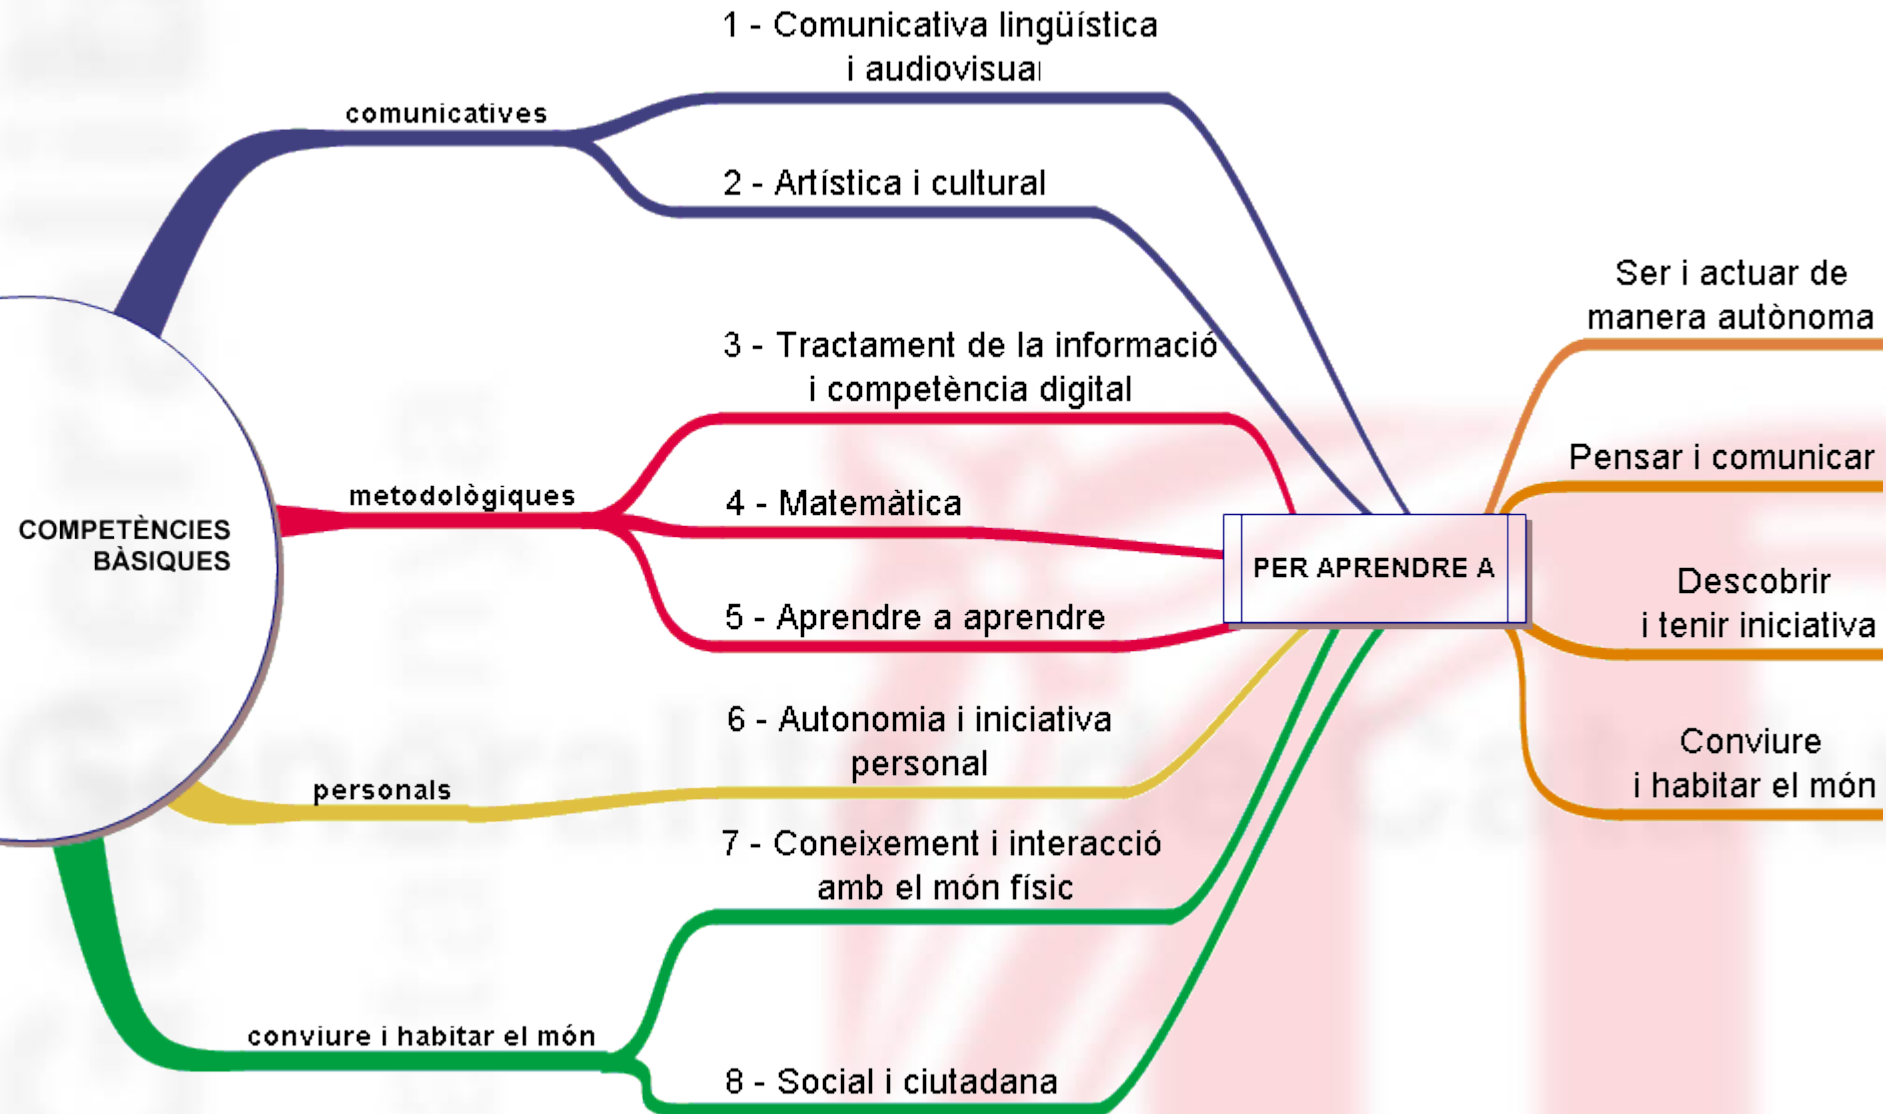 COMPETÈNCIES
BÀSIQUES
comunicatives
1 - Comunicativa lingüística
i audiovisual
2 - Artística i cultural
metodològiques
3 - Tractament de la informació
i competència digital
4 - Matemàtica
5 - Aprendre a aprendre
personals
6 - Autonomia i iniciativa
personal
conviure i habitar el món
7 - Coneixement i interacció
amb el món físic
8 - Social i ciutadana
PER APRENDRE A
Ser i actuar de
manera autònoma
Pensar i comunicar
Descobrir
i tenir iniciativa
Conviure
i habitar el món